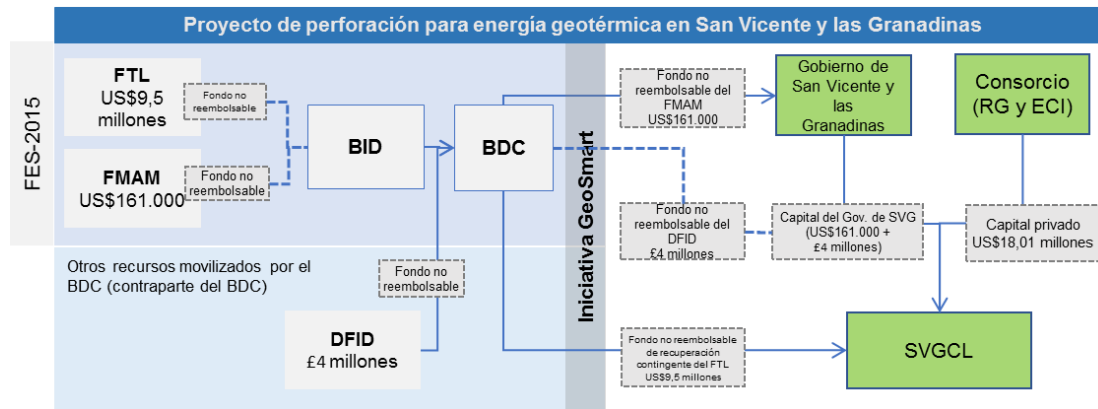 Proyecto de perforación para energía geotérmica en San Vicente y las Granadinas
FES-2015
FTL
US$9,5
millones
Fondo no
reembolsable
FMAM
US$161.000
Fondo no
reembolsable
BID
BDC
Otros recursos movilizados por el
BDC (contraparte del BDC)
Fondo no
reembolsable
DFID
£4 millones
Iniciativa GeoSmart
Fondo no
reembolsable del
FMAM
US$161.000
Gobierno de
San Vicente y
las
Granadinas
Consorcio
(RG y ECI)
Fondo no
reembolsable del
DFID
£4 millones
Capital del Gov. de SVG
(US$161.000 +
£4 millones)
Capital privado
US$18,01 millones
Fondo no reembolsable
de recuperación
contingente del FTL
US$9,5 millones
SVGCL